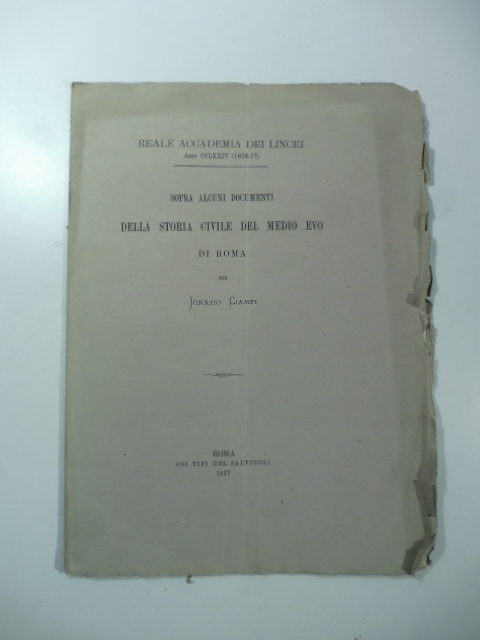 REALE ACCADEMIA DEI LINCEI
ANNO CCLXXIV (1876-77)
SOPRA ALCUNI DOCUMENTI
DELLA STORIA CIVILE DEL MEDIO EVO
DI ROMA
PER
IGNAZIO CIAMPI
ROMA
COI TIPI DEL SALVIUCCI
1877